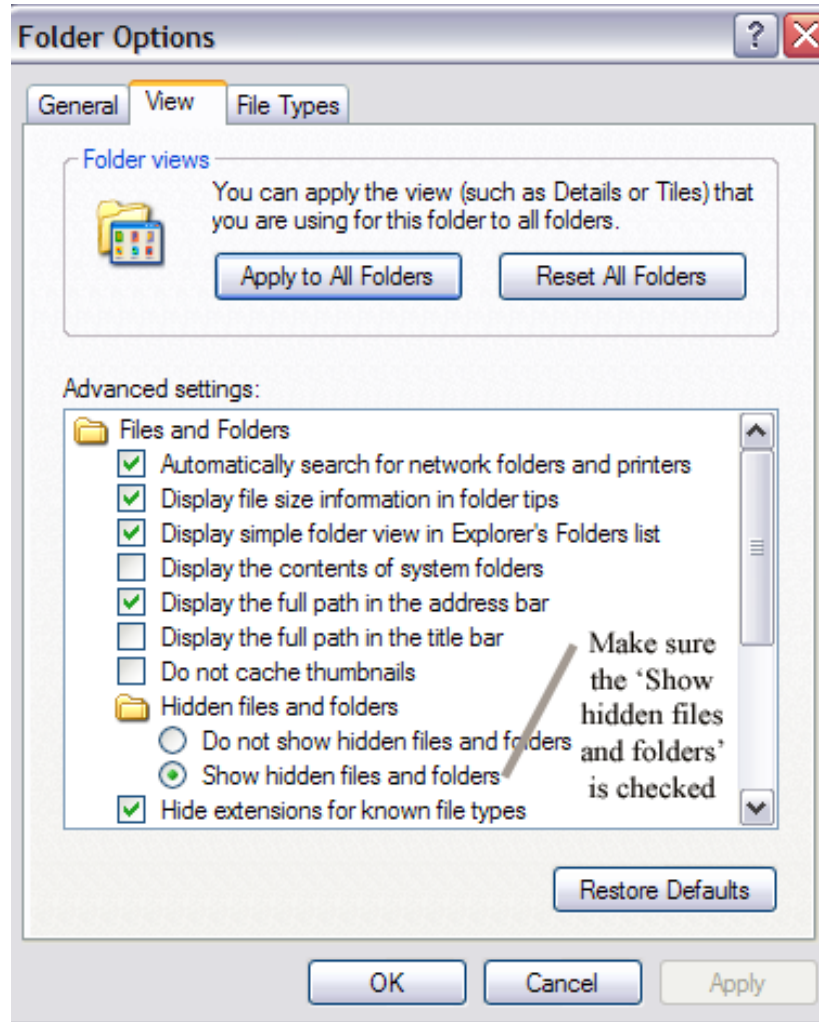 Folder Options
General View File Types
Folder views
You can apply the view (such as Details or Tiles) that
you are using for this folder to all folders.
Apply to All Folders Reset All Folders
Advanced settings:
Files and Folders
Automatically search for network folders and printers
Display file size information in folder tips
Display simple folder view in Explorer's Folders list
Display the contents of system folders
Display the full path in the address bar
Display the full path in the title bar
Do not cache thumbnails
Hidden files and folders
Do not show hidden files and folders
Show hidden files and folders
Hide extensions for known file types
Make sure
the ‘Show
hidden files
and folders’
is checked
Restore Defaults
OK Cancel Apply